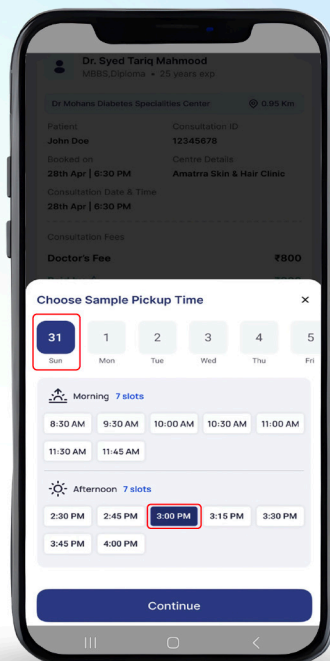 Dr. Syed Tariq Mahmood
MBBS,Diploma • 25 years exp
Dr Mohans Diabetes Specialities Center 0.95 Km
Patient Consultation ID
John Doe 12345678
Booked on Centre Details
28th Apr | 6:30 PM Amatrra Skin & Hair Clinic
Consultation Date & Time
28th Apr | 6:30 PM
Consultation Fees
Doctor's Fee ₹800
Choose Sample Pickup Time ×
31 1 2 3 4 5
Sun Mon Tue Wed Thu Fri
Morning 7 slots
8:30 AM 9:30 AM 10:00 AM 10:30 AM 11:00 AM
11:30 AM 11:45 AM
Afternoon 7 slots
2:30 PM 2:45 PM 3:00 PM 3:15 PM 3:30 PM
3:45 PM 4:00 PM
Continue